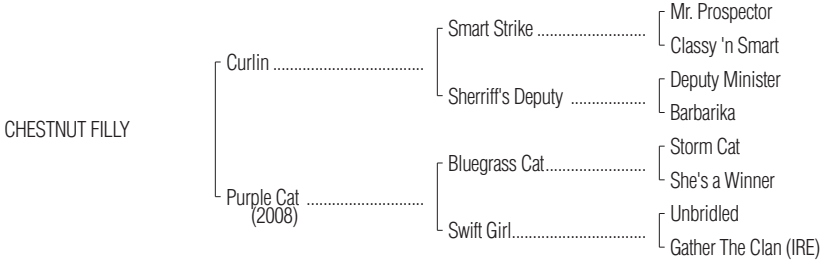 Mr. Prospector
Smart Strike ..........................
Classy 'n Smart
Curlin ....................................
Deputy Minister
Sherriff's Deputy ..................
Barbarika
CHESTNUT FILLY
Storm Cat
Bluegrass Cat........................
She's a Winner
Purple Cat ............................
(2008)
Unbridled
Swift Girl................................
Gather The Clan (IRE)